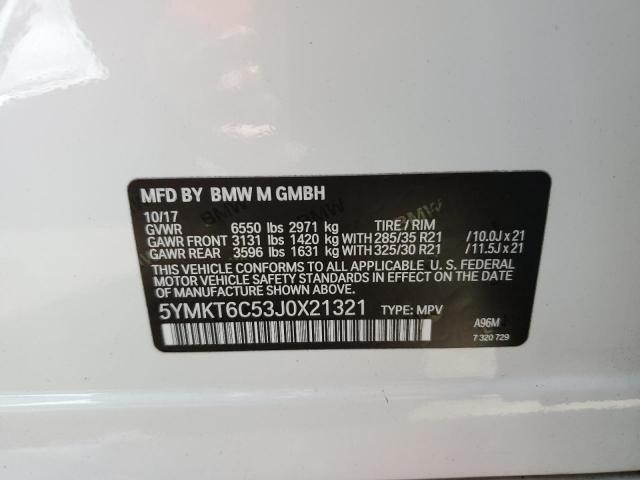 MFD BY BMW M GMBH
10/17
GVWR 6550 lbs 2971 kg TIRE / RIM
GAWR FRONT 3131 lbs 1420 kg WITH 285/35 R21 /10.0J x 21
GAWR REAR 3596 lbs 1631 kg WITH 325/30 R21 /11.5J x 21
THIS VEHICLE CONFORMS TO ALL APPLICABLE U.S. FEDERAL
MOTOR VEHICLE SAFETY STANDARDS IN EFFECT ON THE
DATE OF MANUFACTURE SHOWN ABOVE.
5YMKT6C53J0X21321 TYPE: MPV
A96M
7 320 729
BMW
BMW
BMW